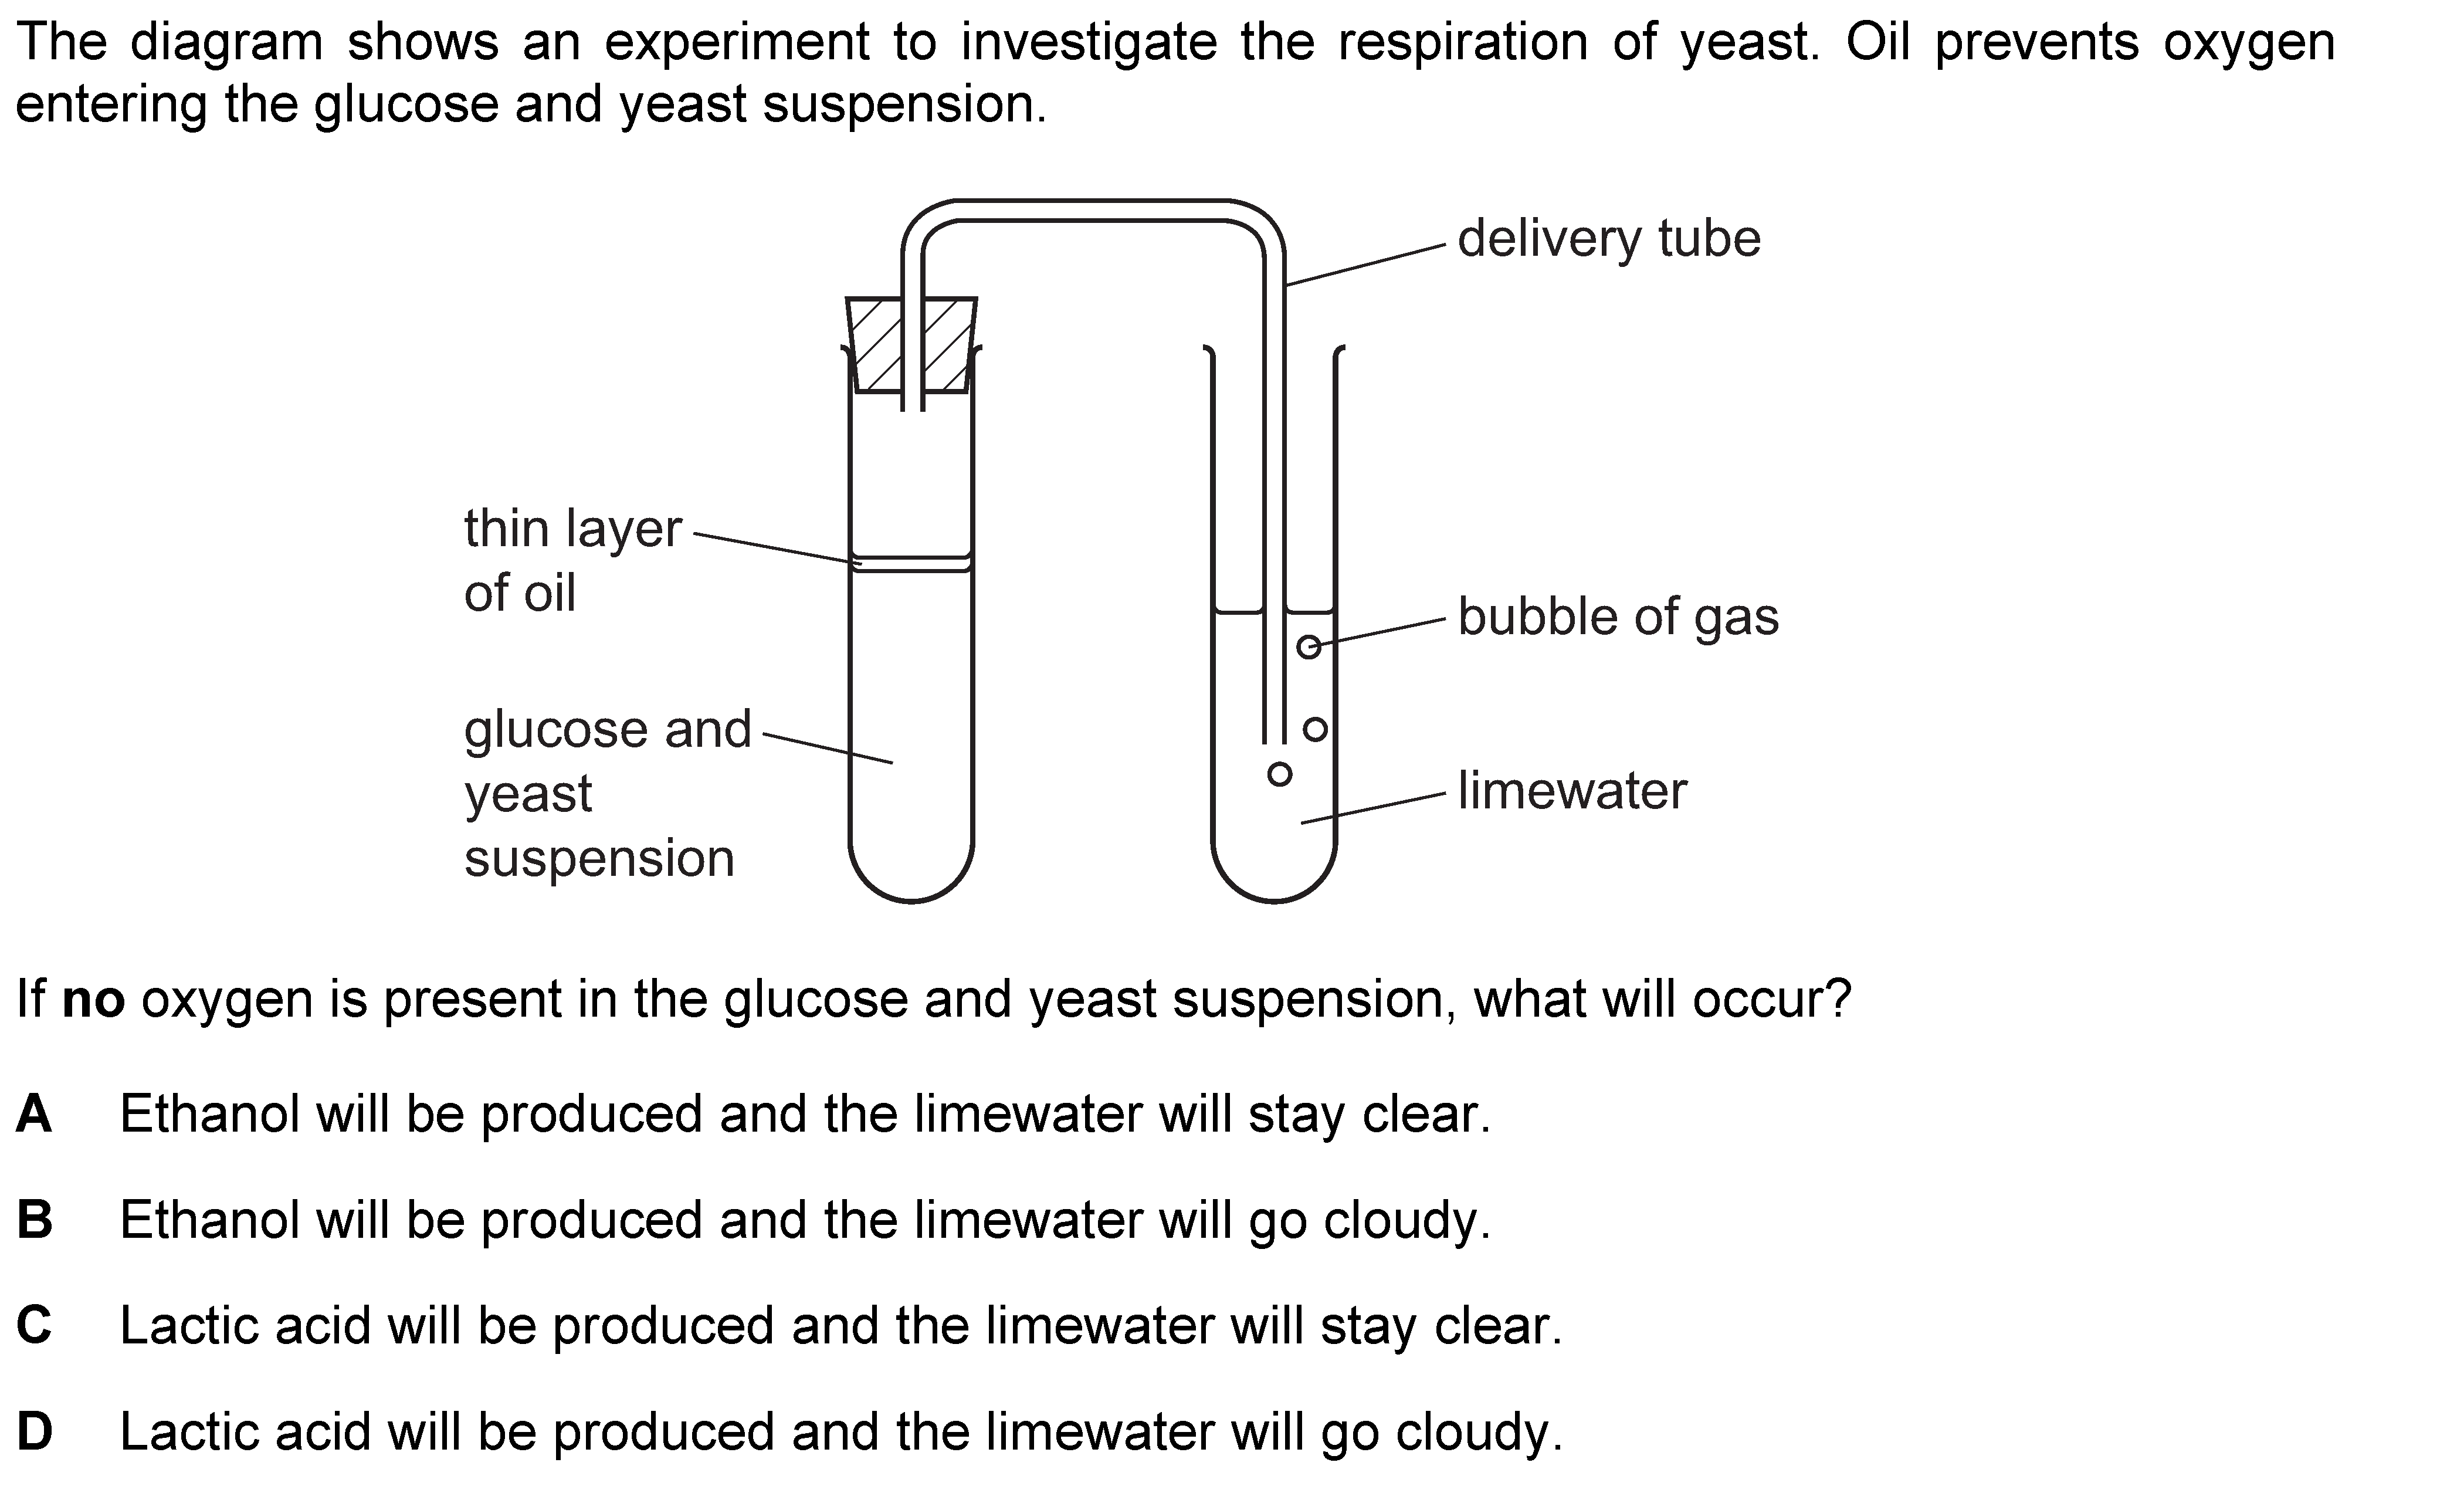 The diagram shows an experiment to investigate the respiration of yeast. Oil prevents oxygen
entering the glucose and yeast suspension.
delivery tube
thin layer
of oil
bubble of gas
glucose and
yeast
suspension
limewater
If no oxygen is present in the glucose and yeast suspension, what will occur?
A Ethanol will be produced and the limewater will stay clear.
B Ethanol will be produced and the limewater will go cloudy.
C Lactic acid will be produced and the limewater will stay clear.
D Lactic acid will be produced and the limewater will go cloudy.